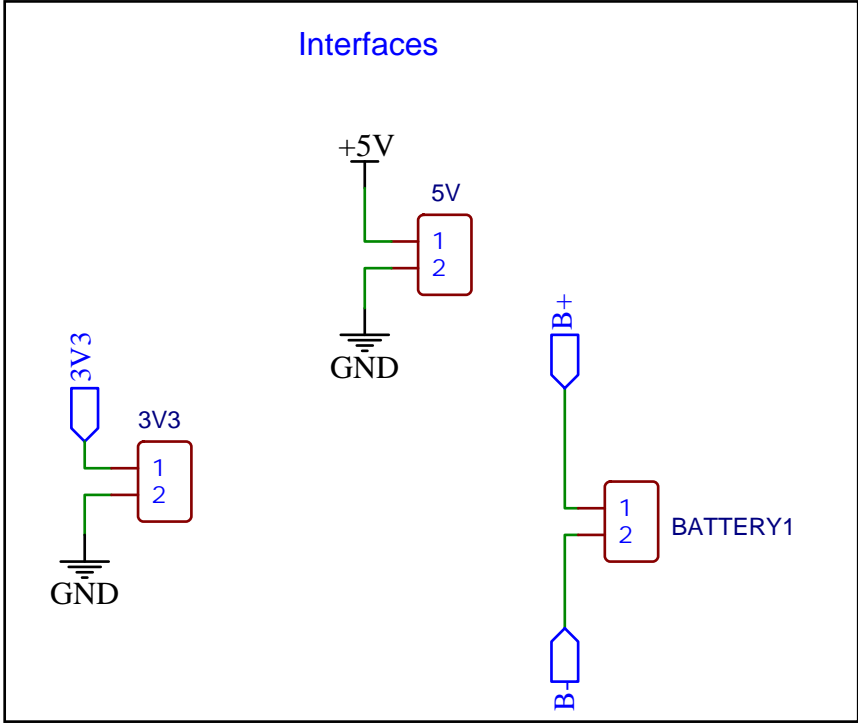 Interfaces
+5V
5V
1
2
GND
3V3
3V3
1
2
GND
B+
1
2
BATTERY1
B-